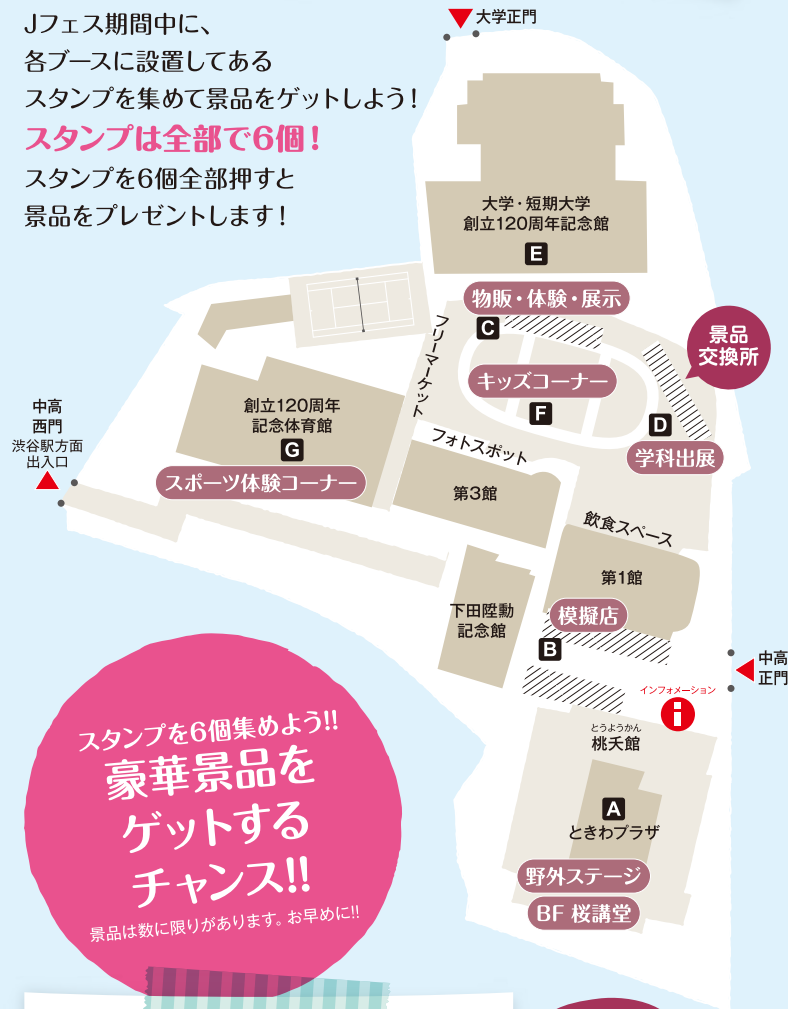 Jフェス期間中に、
各ブースに設置してある
スタンプを集めて景品をゲットしよう！
スタンプは全部で6個！
スタンプを6個全部押すと
景品をプレゼントします！
大学正門
大学・短期大学
創立120周年記念館
E
物販・体験・展示
C
フリーマーケット
キッズコーナー
F
景品
交換所
D
学科出展
中高
西門
渋谷駅方面
出入口
創立120周年
記念体育館
G
スポーツ体験コーナー
フォトスポット
第3館
飲食スペース
第1館
下田歴勲
記念館
模擬店
B
中高
正門
インフォメーション
i
とうようかん
桃夭館
A
ときわプラザ
野外ステージ
BF 桜講堂
スタンプを6個集めよう!!
豪華景品を
ゲットする
チャンス!!
景品は数に限りがあります。お早めに!!